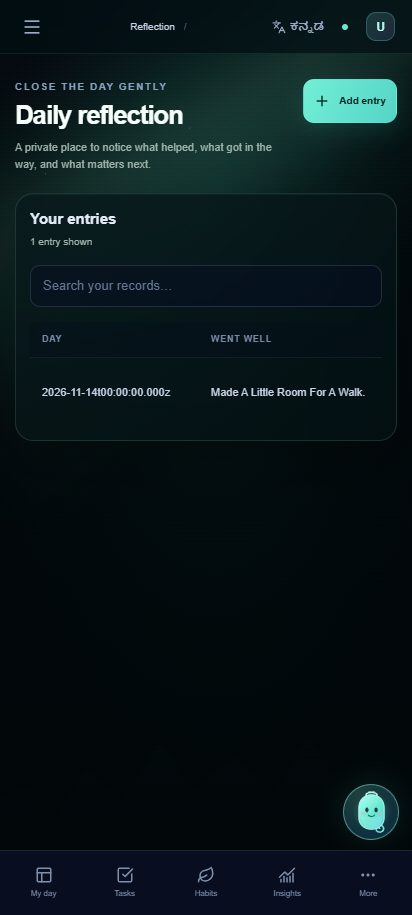 Reflection /
ಕನ್ನಡ
U
CLOSE THE DAY GENTLY
Daily reflection
Add entry
A private place to notice what helped, what got in the
way, and what matters next.
Your entries
1 entry shown
Search your records...
DAY WENT WELL
2026-11-14t00:00:00.000z Made A Little Room For A Walk.
My day Tasks Habits Insights More